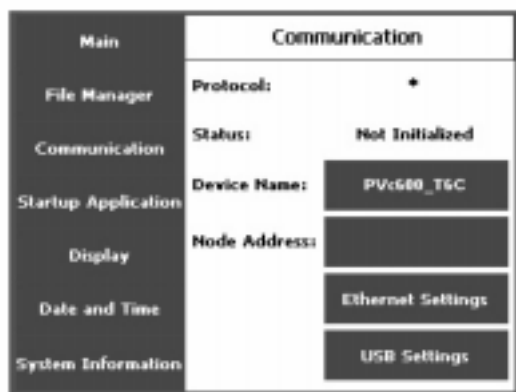 Main
File Manager
Communication
Startup Application
Display
Date and Time
System Information
Communication
Protocol: *
Status: Not Initialized
Device Name: PVc600_T6C
Node Address:
Ethernet Settings
USB Settings